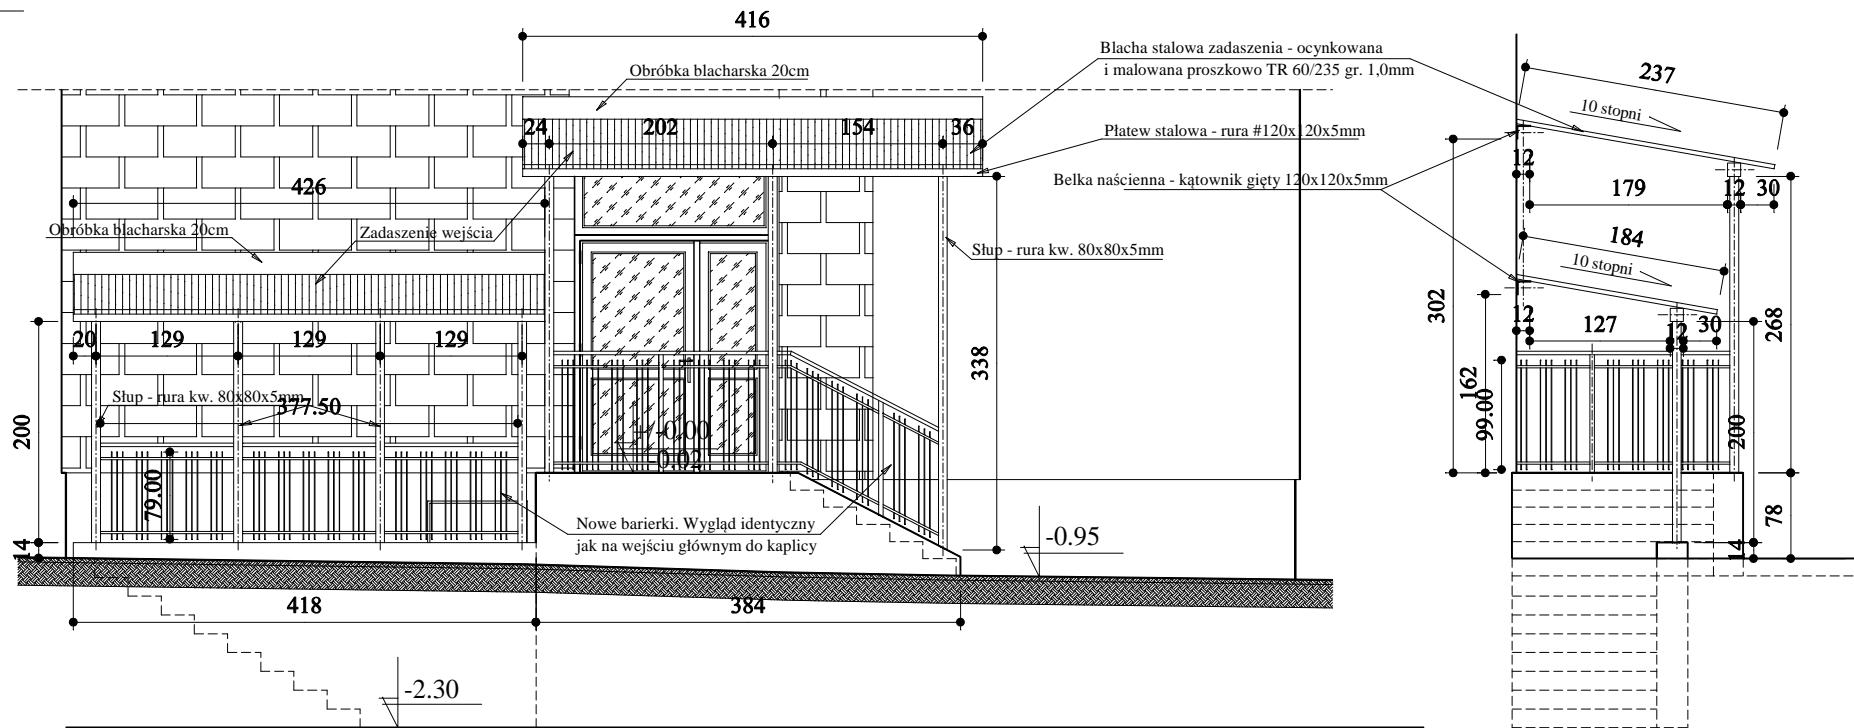 416
Obróbka blacharska 20cm
Blacha stalowa zadaszenia - ocynkowana
i malowana proszkowo TR 60/235 gr. 1,0mm
24
202
154
36
Płatew stalowa - rura #120x120x5mm
Belka naścienna - kątownik gięty 120x120x5mm
426
Obróbka blacharska 20cm
Zadaszenie wejścia
Słup - rura kw. 80x80x5mm
20
129
129
129
338
Słup - rura kw. 80x80x5mm
377.50
200
79.00
14
+/-0.00
-0.02
Nowe barierki. Wygląd identyczny
jak na wejściu głównym do kaplicy
-0.95
418
384
-2.30
237
10 stopni
12
179
12
30
184
10 stopni
302
12
127
12
30
268
162
99.00
200
78
14